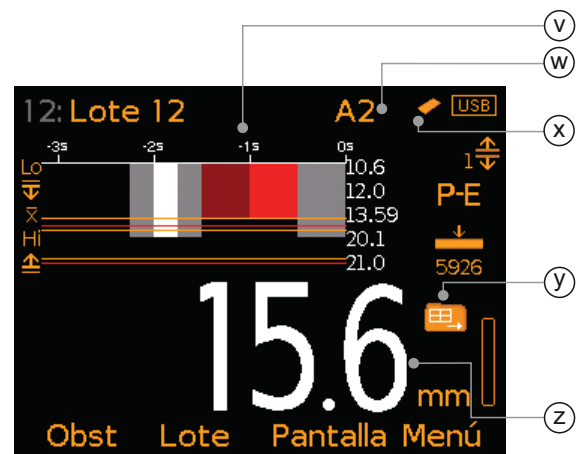 v
w
12: Lote 12 A2 USB
x
-3s -2s -1s 0s
1
Lo 10.6
12.0
P-E
x̄ 13.59
Hi 20.1
21.0
5926
y
15.6
mm
z
Obst Lote Pantalla Menú